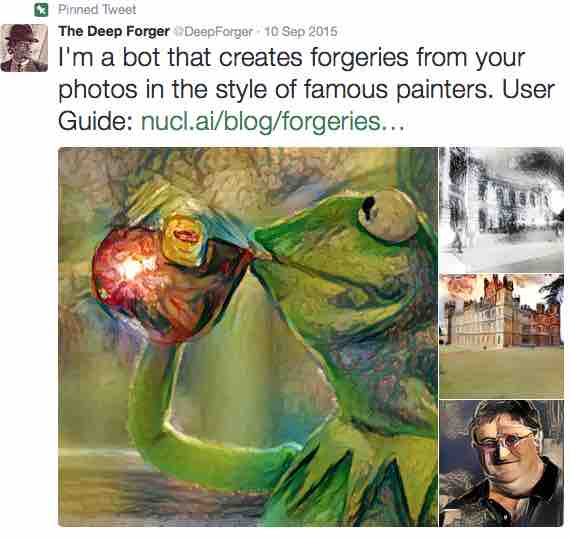 Pinned Tweet
The Deep Forger @DeepForger · 10 Sep 2015
I'm a bot that creates forgeries from your
photos in the style of famous painters. User
Guide: nucl.ai/blog/forgeries…